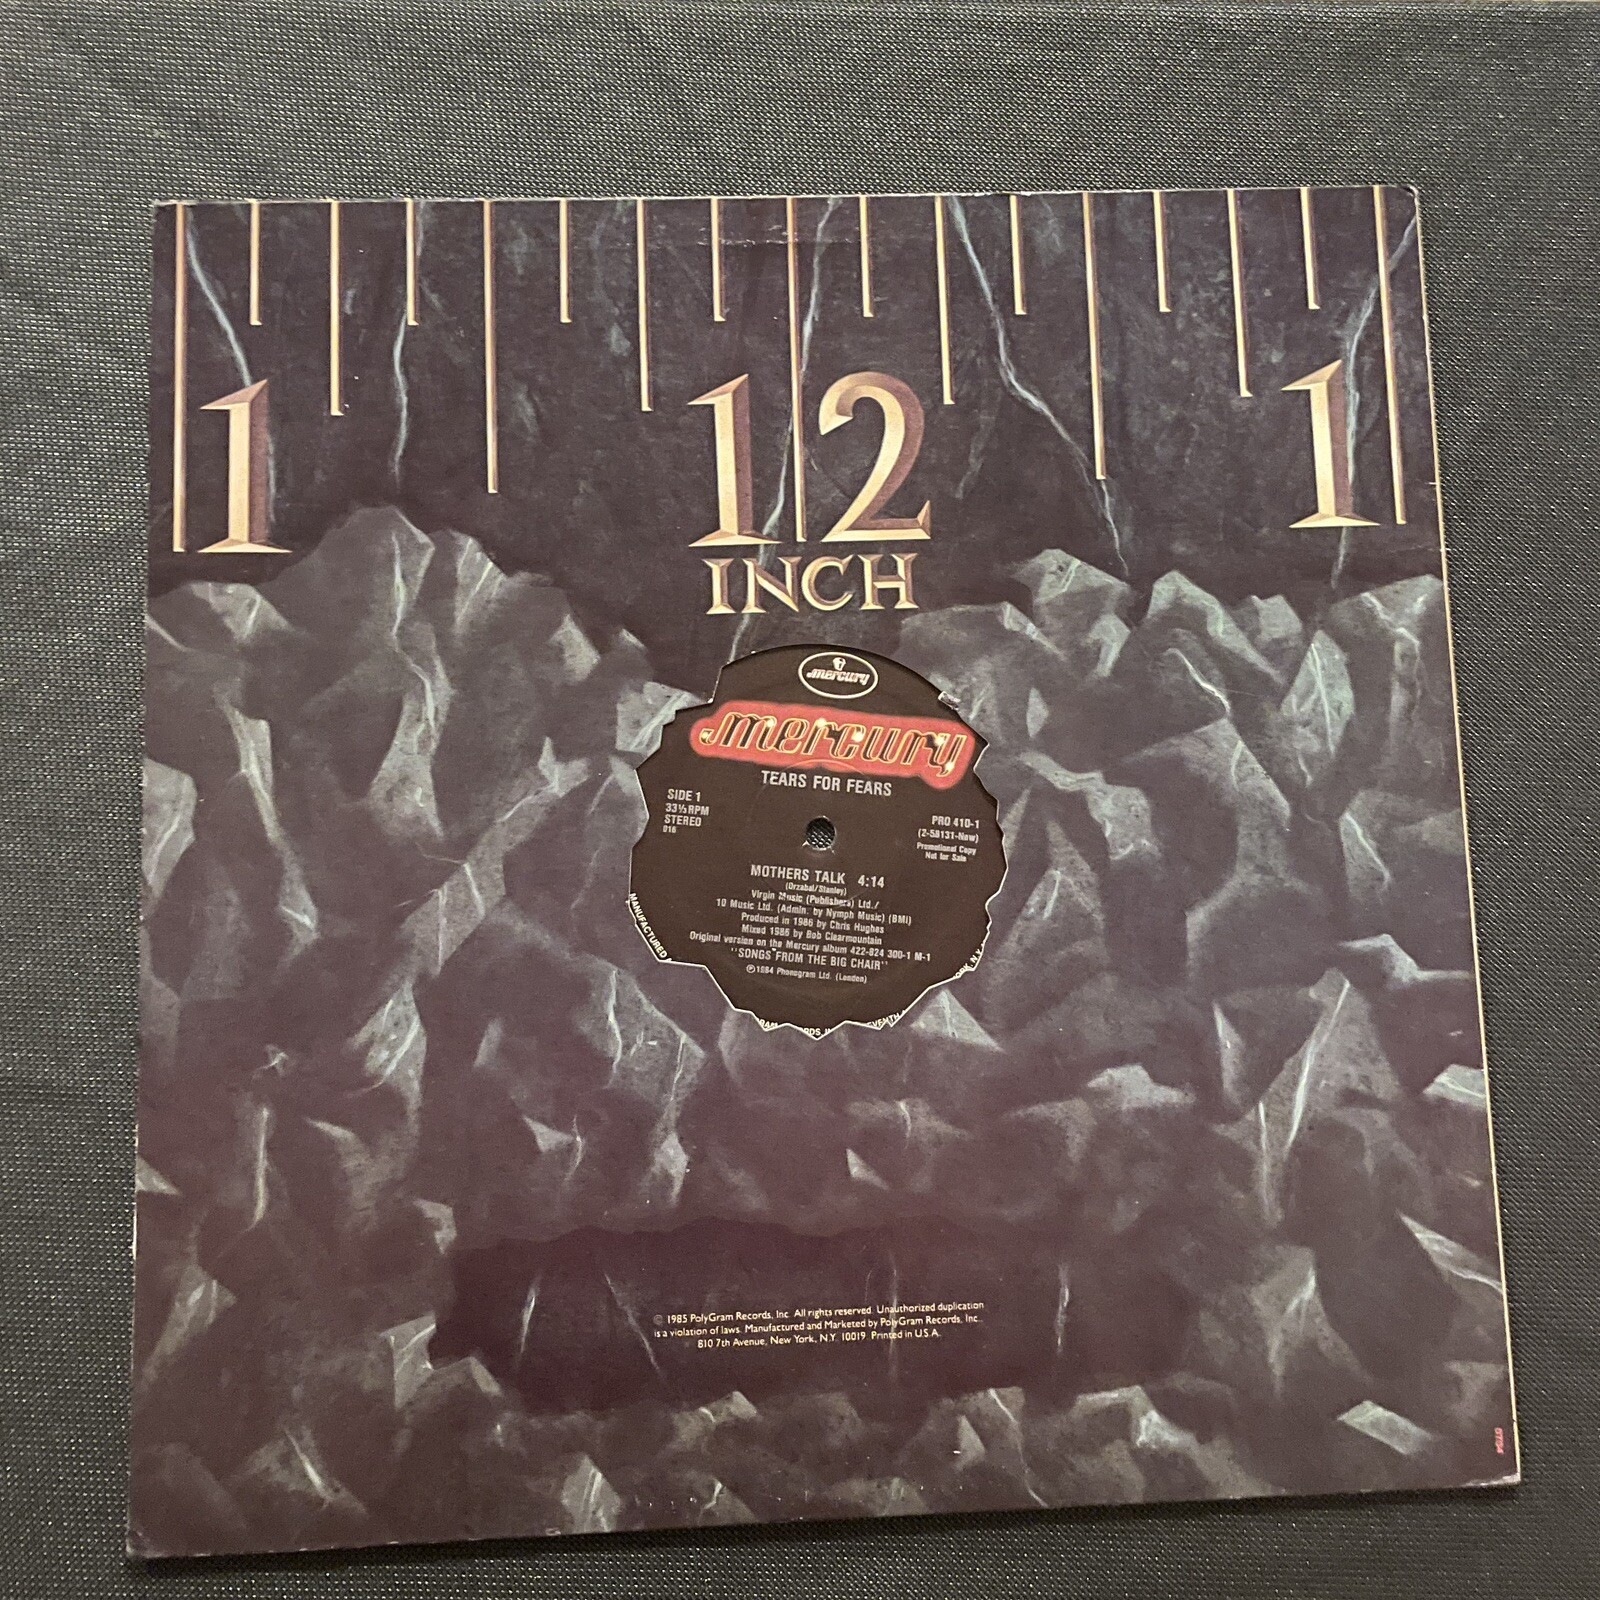 1
12
1
INCH
mercury
mercury
TEARS FOR FEARS
SIDE 1
33⅓ RPM
STEREO
016
PRO 410-1
(2-58131-New)
Promotional Copy
Not for Sale
MOTHERS TALK 4:14
(Orzabal/Stanley)
Virgin Music (Publishers) Ltd./
10 Music Ltd. (Admin. by Nymph Music) (BMI)
Produced in 1986 by Chris Hughes
Mixed 1986 by Bob Clearmountain
Original version on the Mercury album 422-824 300-1 M-1
"SONGS FROM THE BIG CHAIR"
℗1984 Phonogram Ltd. (London)
MANUFACTURED
© 1985 PolyGram Records, Inc. All rights reserved. Unauthorized duplication
is a violation of laws. Manufactured and Marketed by PolyGram Records, Inc.,
810 7th Avenue, New York, N.Y. 10019. Printed in U.S.A.